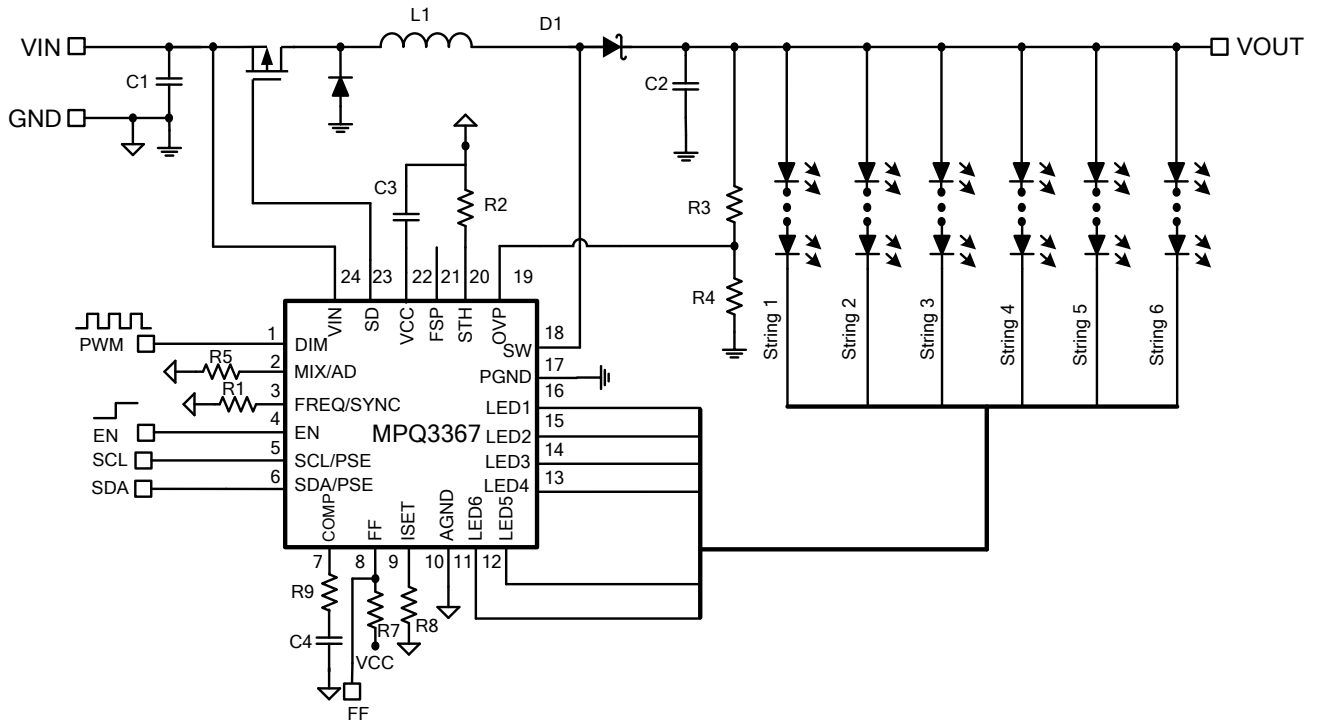 L1
D1
VIN
VOUT
C1
C2
GND
C3
R2
R3
24
23
22
21
20
19
R4
VIN
SD
VCC
FSP
STH
OVP
String 1
String 2
String 3
String 4
String 5
String 6
PWM
1
DIM
18
SW
R5
2
MIX/AD
17
PGND
R1
3
FREQ/SYNC
16
LED1
EN
4
EN
MPQ3367
15
LED2
SCL
5
SCL/PSE
14
LED3
SDA
6
SDA/PSE
13
LED4
COMP
FF
ISET
AGND
LED6
LED5
7
8
9
10
11
12
R9
R7
R8
C4
VCC
FF